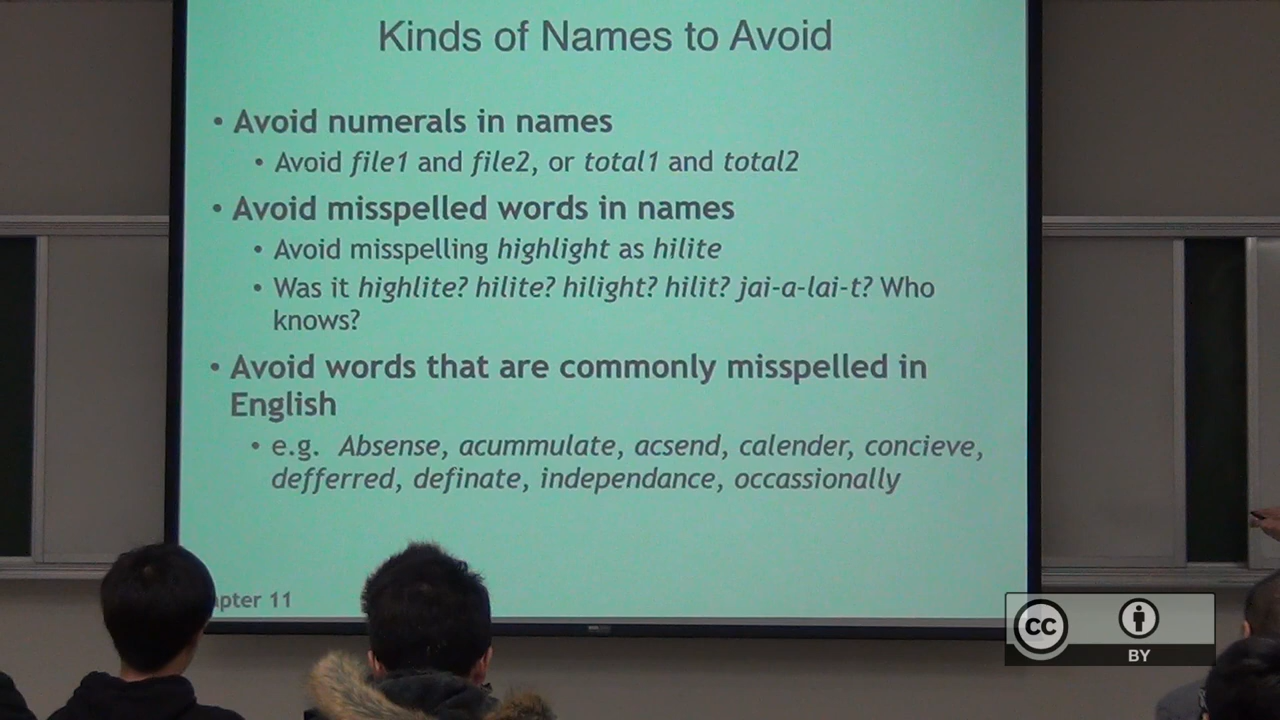 Kinds of Names to Avoid
• Avoid numerals in names
• Avoid file1 and file2, or total1 and total2
• Avoid misspelled words in names
• Avoid misspelling highlight as hilite
• Was it highlite? hilite? hilight? hilit? jai-a-lai-t? Who
knows?
• Avoid words that are commonly misspelled in
English
• e.g. Absense, acummulate, acsend, calender, concieve,
defferred, definate, independance, occassionally
pter 11
cc
BY